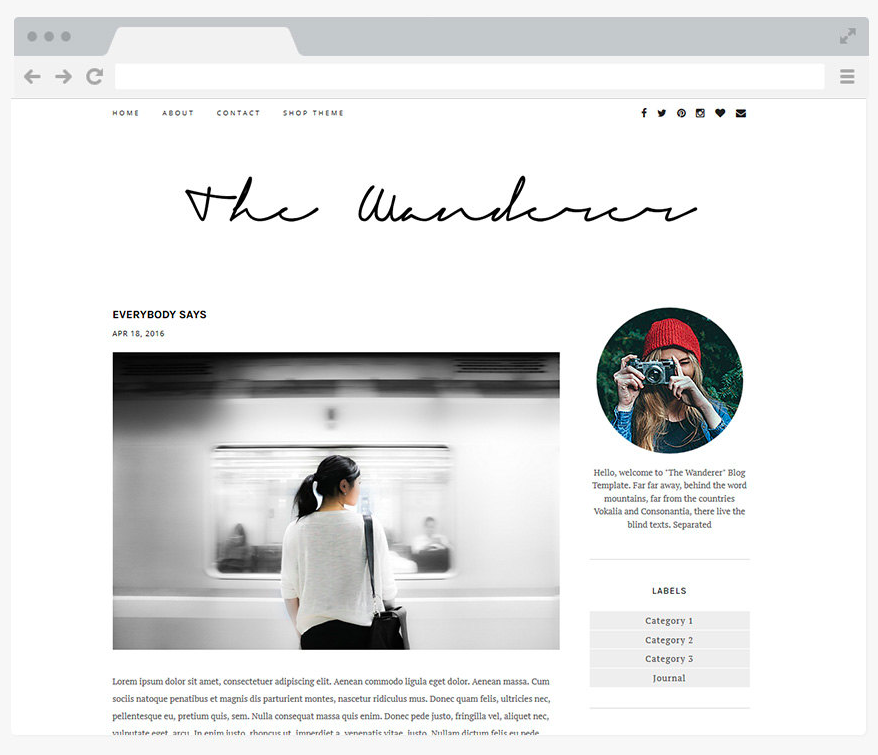 HOME ABOUT CONTACT SHOP THEME
The Wanderer
EVERYBODY SAYS
APR 18, 2016
Lorem ipsum dolor sit amet, consectetuer adipiscing elit. Aenean commodo ligula eget dolor. Aenean massa. Cum
sociis natoque penatibus et magnis dis parturient montes, nascetur ridiculus mus. Donec quam felis, ultricies nec,
pellentesque eu, pretium quis, sem. Nulla consequat massa quis enim. Donec pede justo, fringilla vel, aliquet nec,
vulputate eget, arcu. In enim justo, rhoncus ut, imperdiet a, venenatis vitae, justo. Nullam dictum felis eu pede
Hello, welcome to "The Wanderer" Blog
Template. Far far away, behind the word
mountains, far from the countries
Vokalia and Consonantia, there live the
blind texts. Separated
LABELS
Category 1
Category 2
Category 3
Journal